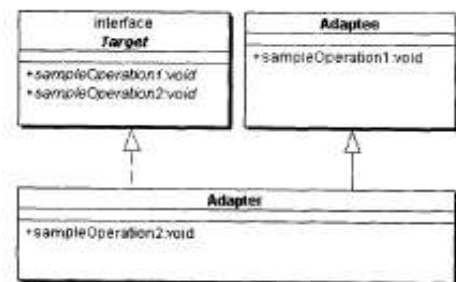 interface
Target
+sampleOperation1:void
+sampleOperation2:void
Adaptee
+sampleOperation1:void
Adapter
+sampleOperation2:void